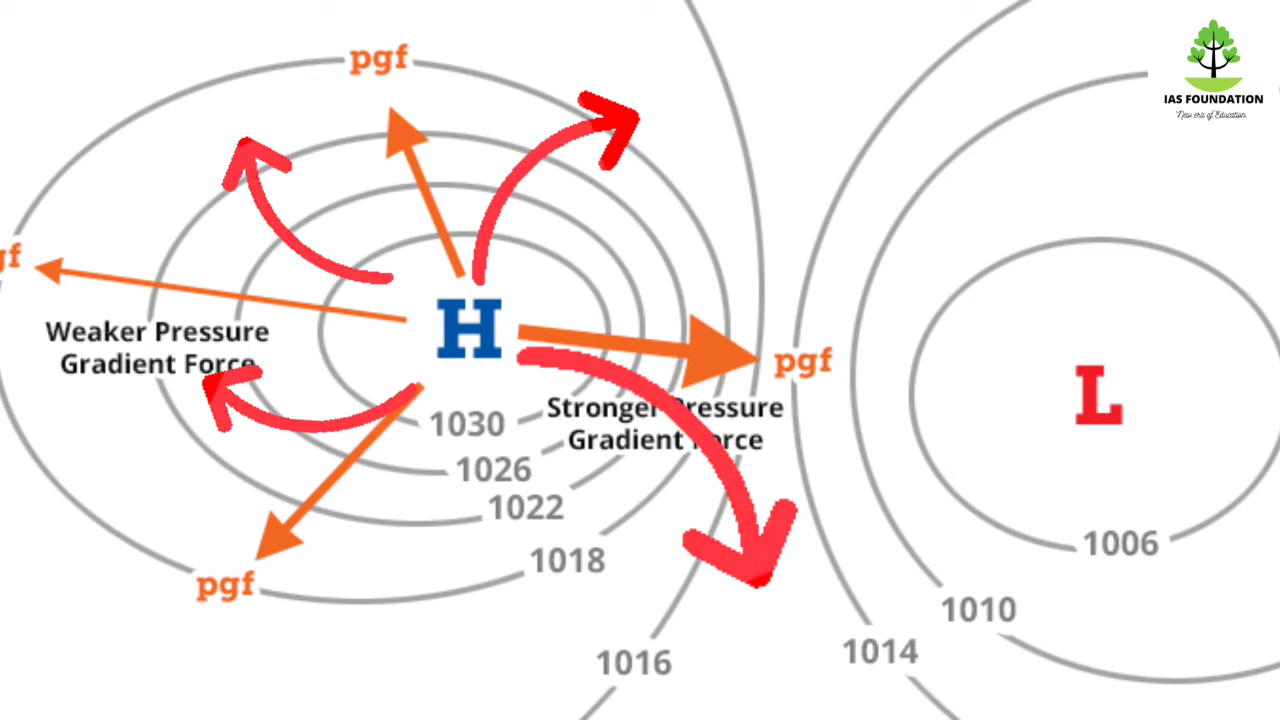 pgf
IAS FOUNDATION
New era of Education
gf
H
Weaker Pressure
Gradient Force
pgf
L
Stronger Pressure
Gradient Force
1030
1026
1022
1018
pgf
1006
1010
1014
1016